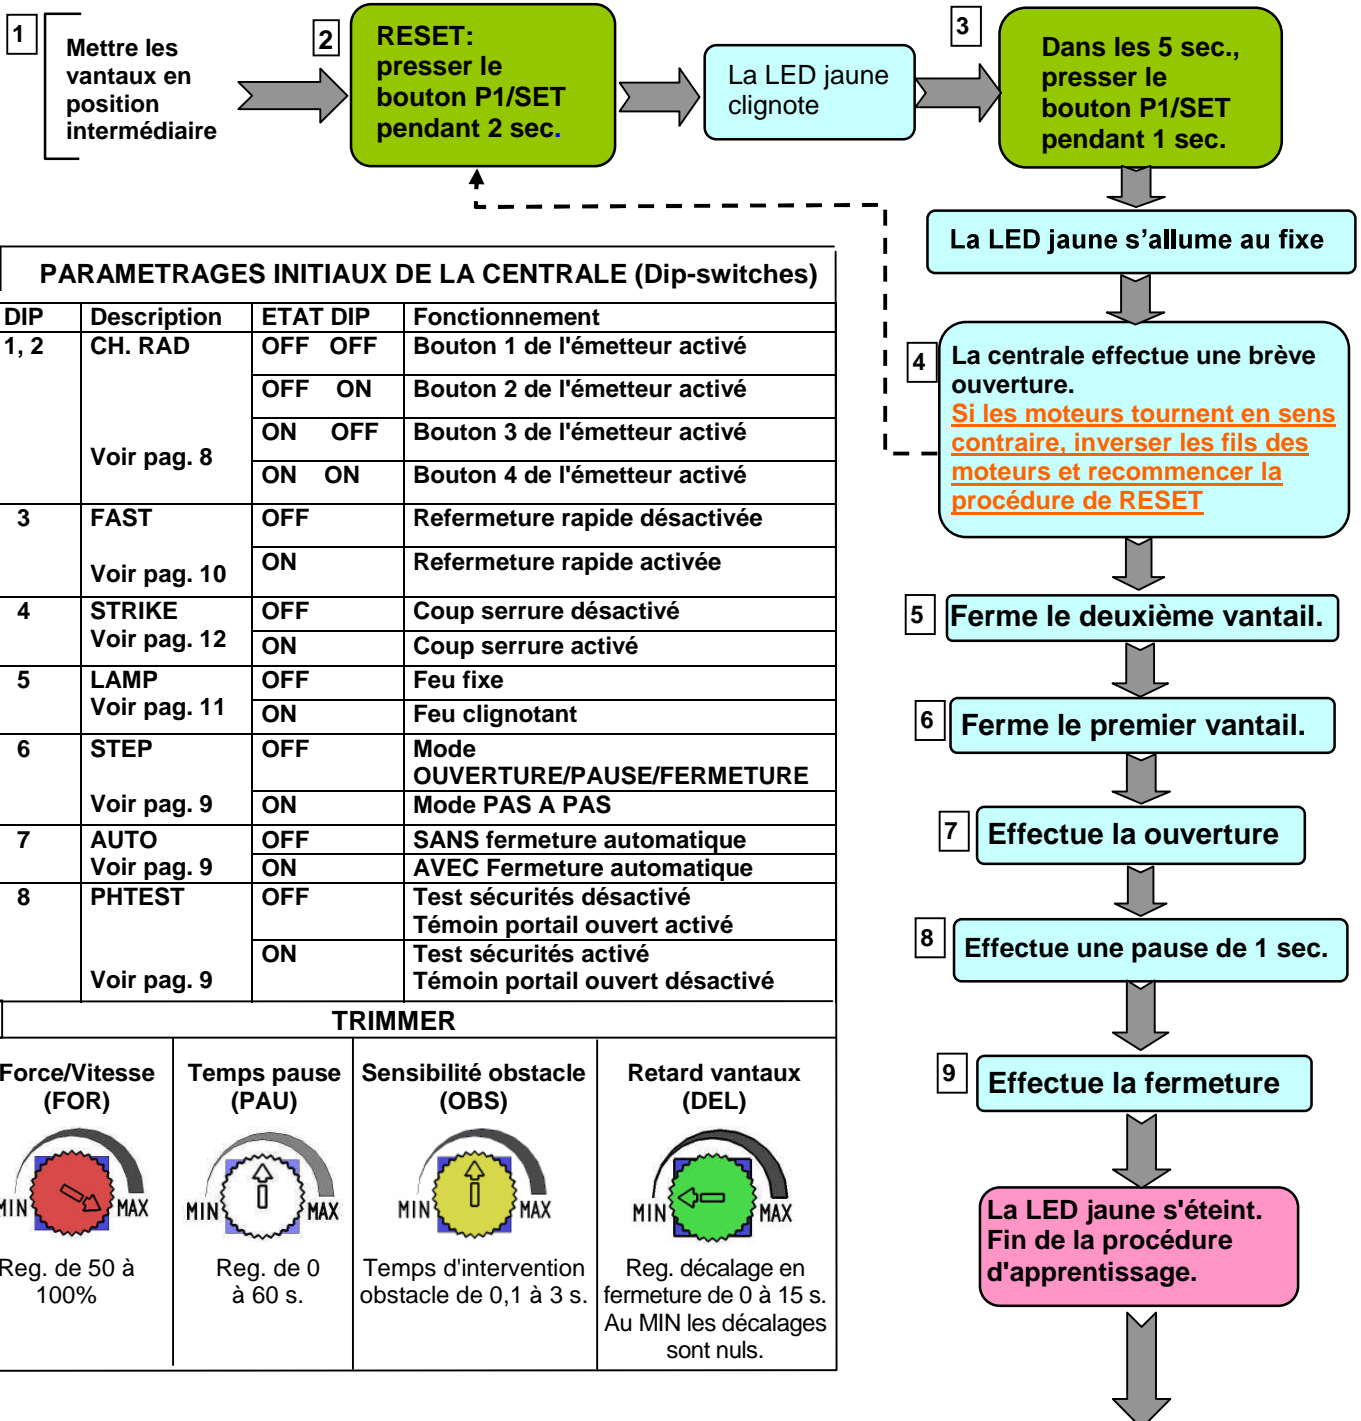 1
Mettre les
vantaux en
position
intermédiaire
2
RESET:
presser le
bouton P1/SET
pendant 2 sec.
La LED jaune
clignote
3
Dans les 5 sec.,
presser le
bouton P1/SET
pendant 1 sec.
La LED jaune s'allume au fixe
4
La centrale effectue une brève
ouverture.
Si les moteurs tournent en sens
contraire, inverser les fils des
moteurs et recommencer la
procédure de RESET
5
Ferme le deuxième vantail.
6
Ferme le premier vantail.
7
Effectue la ouverture
8
Effectue une pause de 1 sec.
9
Effectue la fermeture
La LED jaune s'éteint.
Fin de la procédure
d'apprentissage.
PARAMETRAGES INITIAUX DE LA CENTRALE (Dip-switches)
DIP Description ETAT DIP Fonctionnement
1, 2 CH. RAD OFF OFF Bouton 1 de l'émetteur activé
OFF ON Bouton 2 de l'émetteur activé
ON OFF Bouton 3 de l'émetteur activé
Voir pag. 8
ON ON Bouton 4 de l'émetteur activé
3 FAST OFF Refermeture rapide désactivée
ON Refermeture rapide activée
Voir pag. 10
4 STRIKE OFF Coup serrure désactivé
Voir pag. 12 ON Coup serrure activé
5 LAMP OFF Feu fixe
Voir pag. 11 ON Feu clignotant
6 STEP OFF Mode
OUVERTURE/PAUSE/FERMETURE
Voir pag. 9 ON Mode PAS A PAS
7 AUTO OFF SANS fermeture automatique
Voir pag. 9 ON AVEC Fermeture automatique
8 PHTEST OFF Test sécurités désactivé
Témoin portail ouvert activé
ON Test sécurités activé
Voir pag. 9 Témoin portail ouvert désactivé
TRIMMER
Force/Vitesse
(FOR)
MIN MAX
Reg. de 50 à
100%
Temps pause
(PAU)
MIN MAX
Reg. de 0
à 60 s.
Sensibilité obstacle
(OBS)
MIN MAX
Temps d'intervention
obstacle de 0,1 à 3 s.
Retard vantaux
(DEL)
MIN MAX
Reg. décalage en
fermeture de 0 à 15 s.
Au MIN les décalages
sont nuls.